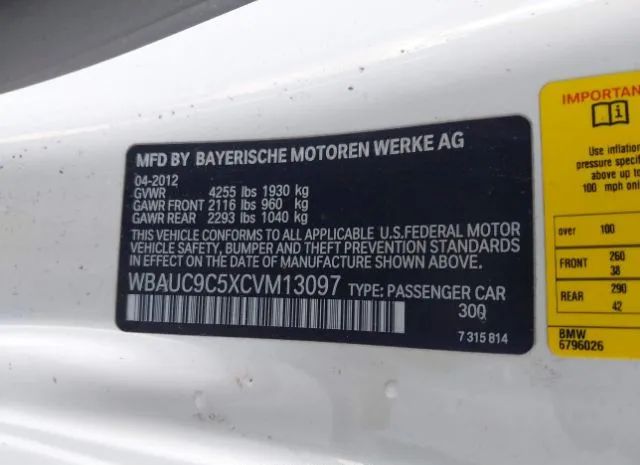 MFD BY BAYERISCHE MOTOREN WERKE AG
04-2012
GVWR 4255 lbs 1930 kg
GAWR FRONT 2116 lbs 960 kg
GAWR REAR 2293 lbs 1040 kg
THIS VEHICLE CONFORMS TO ALL APPLICABLE U.S.FEDERAL MOTOR
VEHICLE SAFETY, BUMPER AND THEFT PREVENTION STANDARDS
IN EFFECT ON THE DATE OF MANUFACTURE SHOWN ABOVE.
WBAUC9C5XCVM13097 TYPE: PASSENGER CAR
300
7 315 814
IMPORTAN
Use inflation
pressure specif
above to up
100 mph on
over 100
FRONT 260
38
REAR 290
42
BMW
6796026